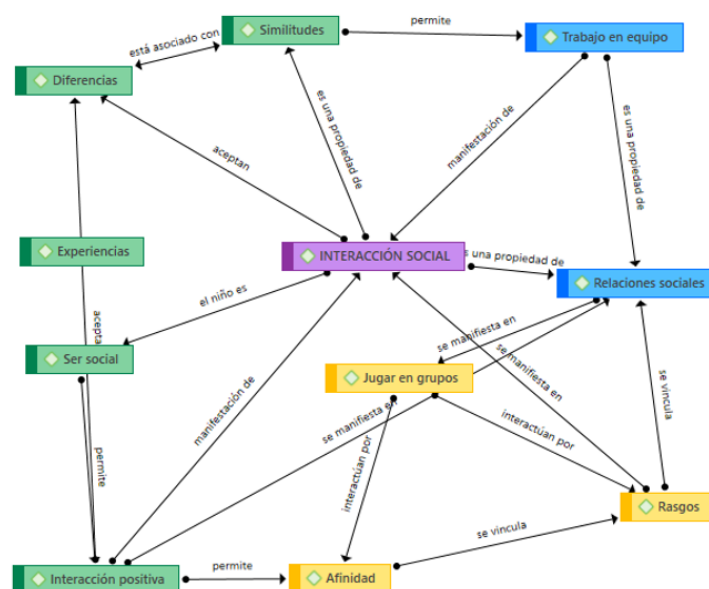 Similitudes
permite
Trabajo en equipo
está asociado con
Diferencias
es una propiedad de
manifestación de
es una propiedad de
aceptan
Experiencias
INTERACCIÓN SOCIAL
s una propiedad de
Relaciones sociales
el niño es
acepta
Ser social
se manifiesta en
se manifiesta en
Jugar en grupos
manifestación de
se manifiesta en
se vincula
permite
interactúan por
interactúan por
Rasgos
se vincula
Interacción positiva
permite
Afinidad